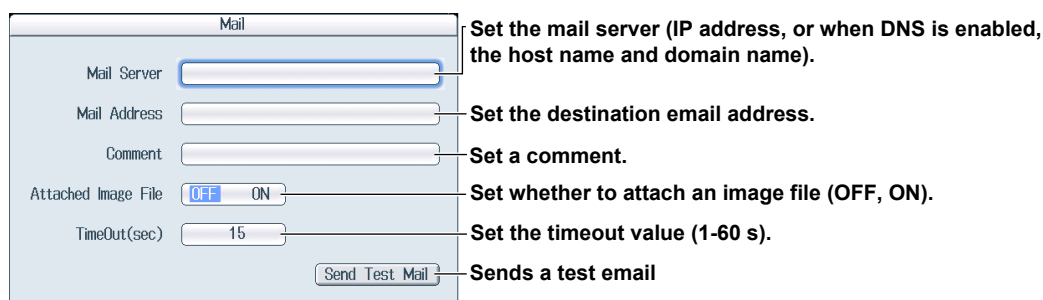 Mail
Mail Server
Set the mail server (IP address, or when DNS is enabled,
the host name and domain name).
Mail Address
Set the destination email address.
Comment
Set a comment.
Attached Image File OFF ON
Set whether to attach an image file (OFF, ON).
TimeOut(sec) 15
Set the timeout value (1-60 s).
Send Test Mail
Sends a test email